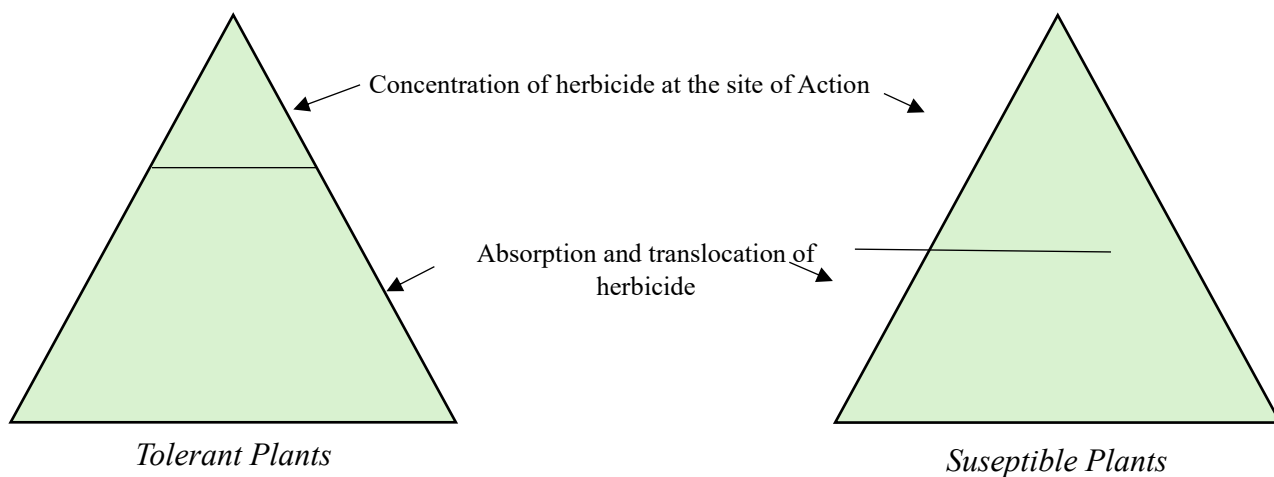 Concentration of herbicide at the site of Action
Absorption and translocation of
herbicide
Tolerant Plants
Suseptible Plants